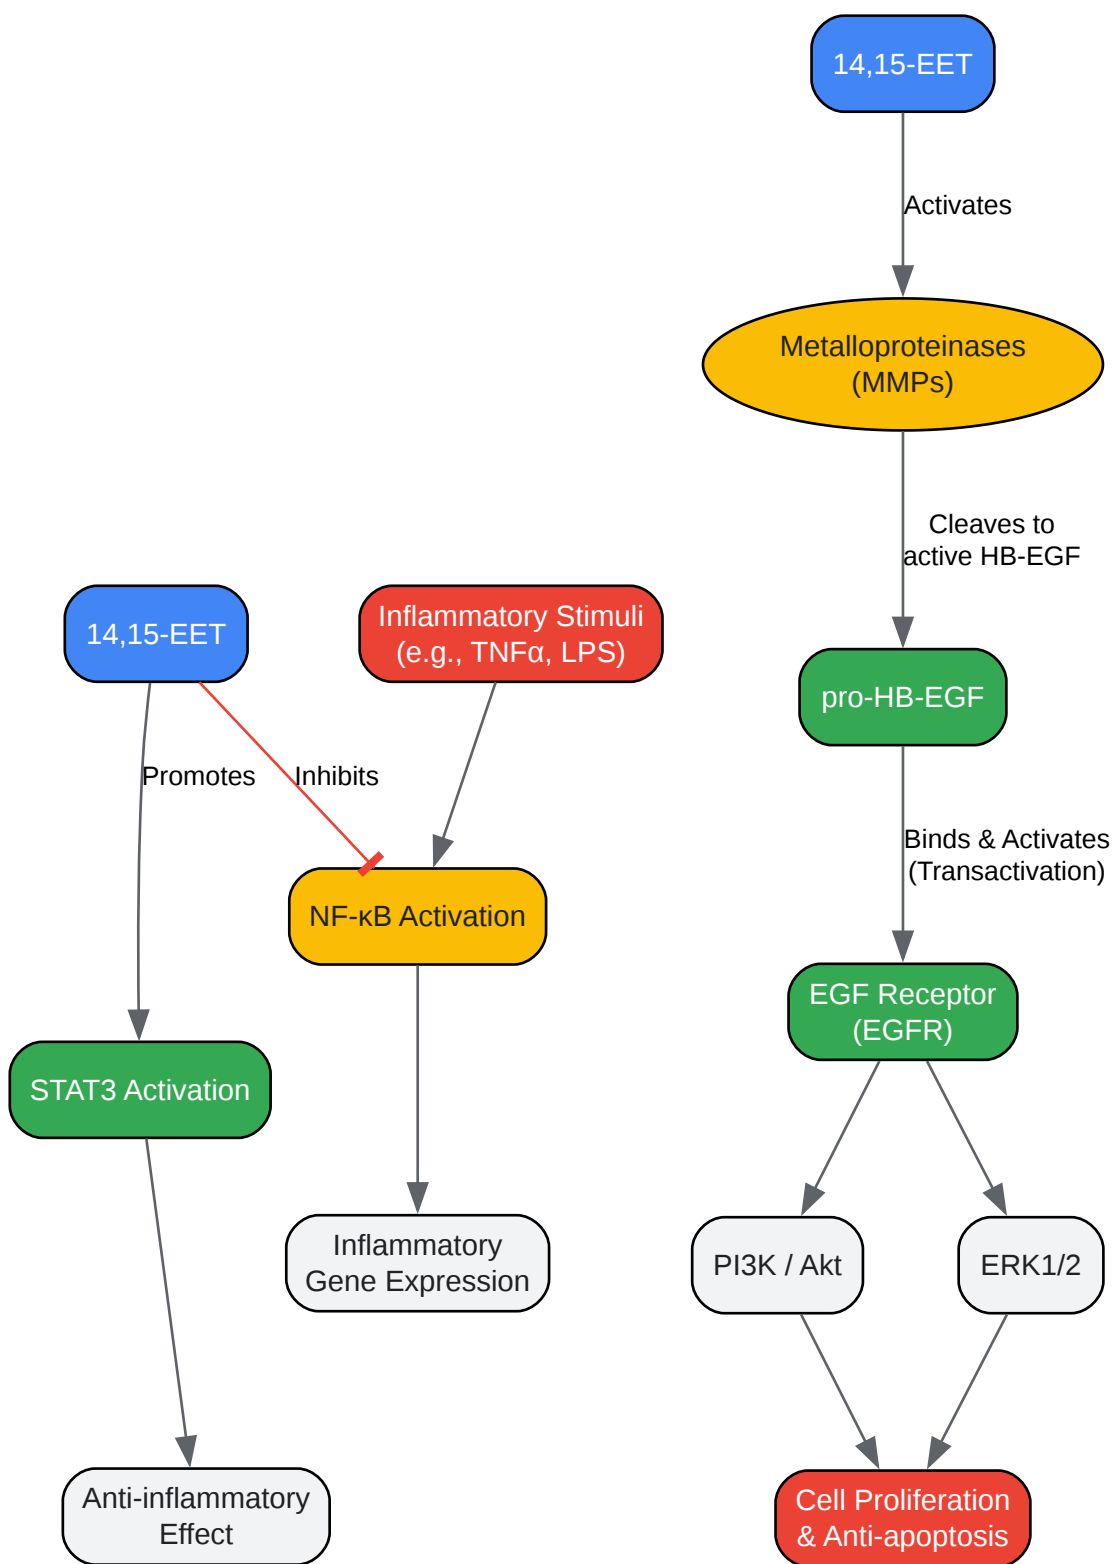 14,15-EET
Activates
Metalloproteinases
(MMPs)
Cleaves to
active HB-EGF
14,15-EET
Inflammatory Stimuli
(e.g., TNFα, LPS)
pro-HB-EGF
Promotes
Inhibits
Binds & Activates
(Transactivation)
NF-κB Activation
EGF Receptor
(EGFR)
STAT3 Activation
Inflammatory
Gene Expression
PI3K / Akt
ERK1/2
Anti-inflammatory
Effect
Cell Proliferation
& Anti-apoptosis